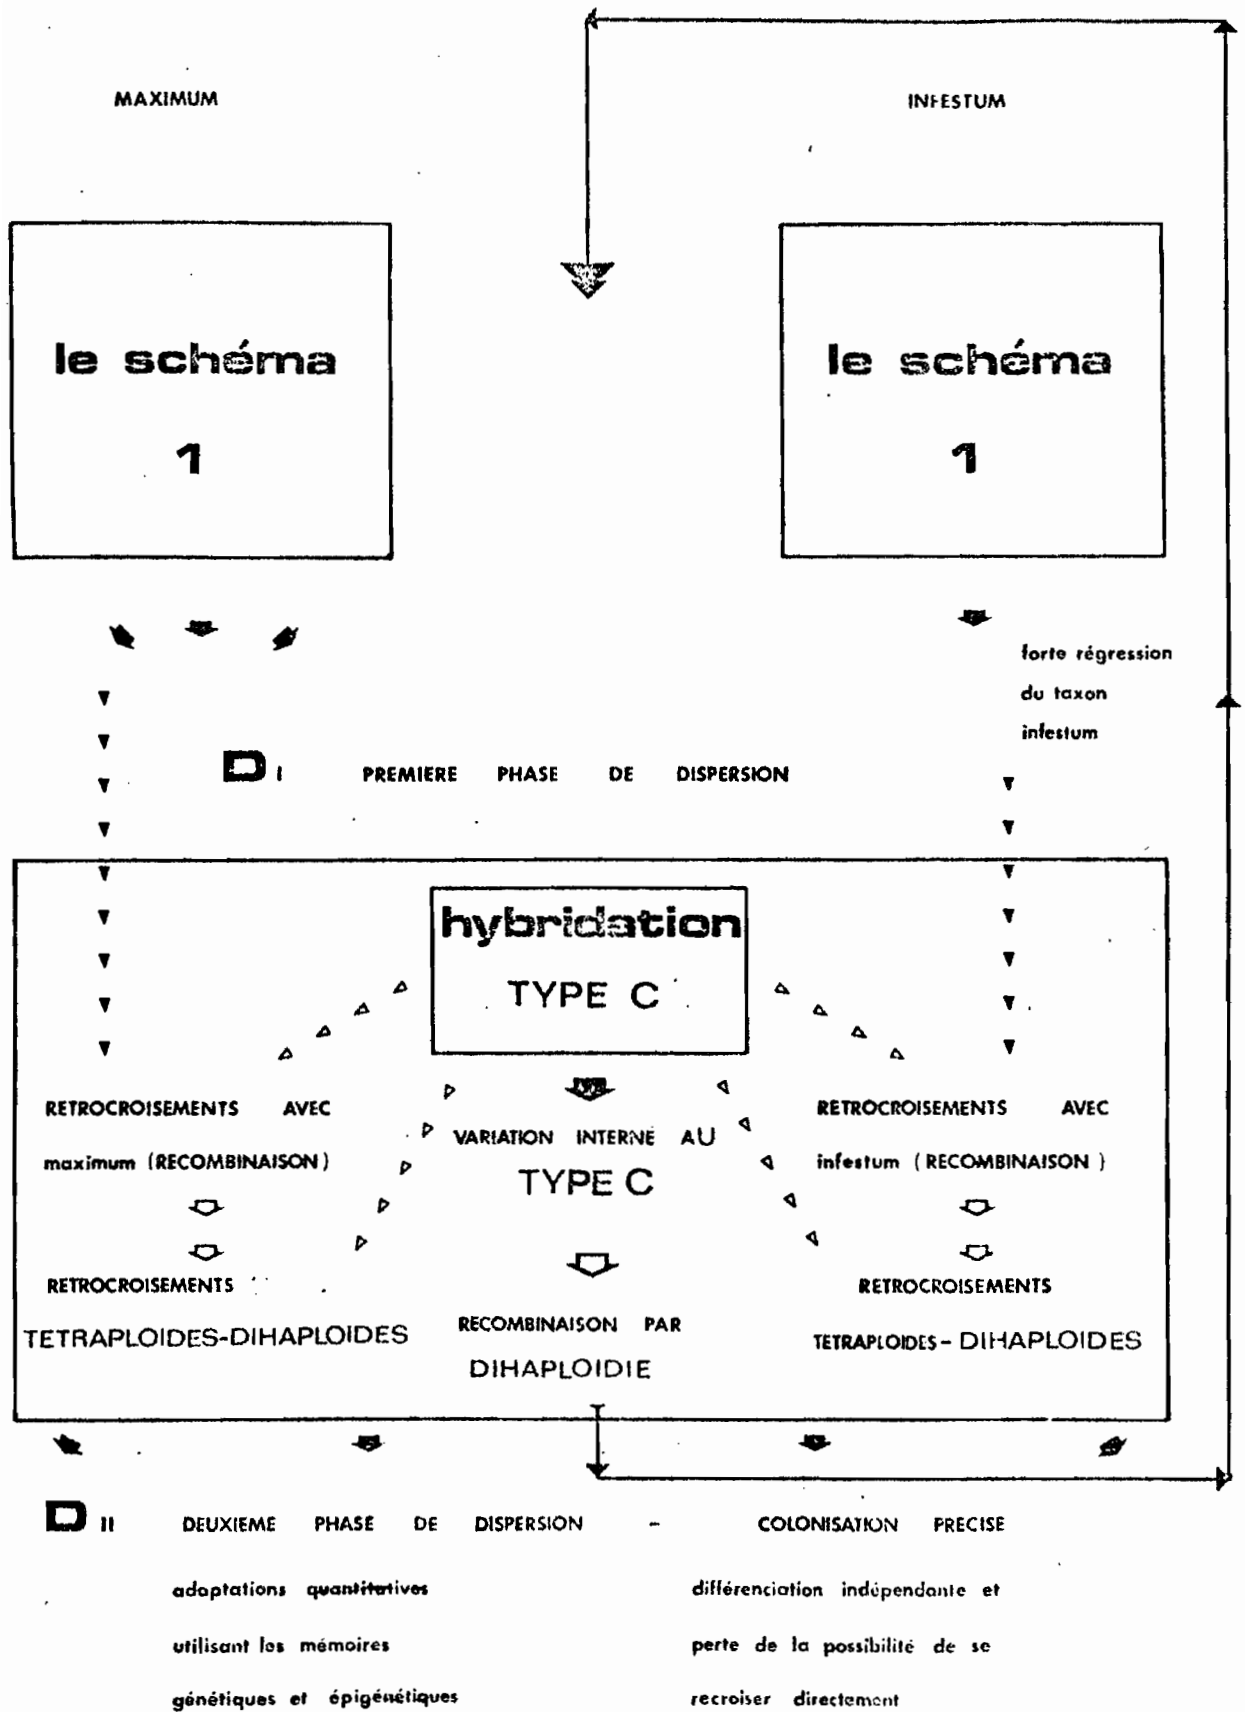 MAXIMUM
INFESTUM
le schéma
1
le schéma
1
forte régression
du taxon
infestum
D I PREMIERE PHASE DE DISPERSION
hybridation
TYPE C
RETROCROISEMENTS AVEC
maximum (RECOMBINAISON)
VARIATION INTERNE AU
TYPE C
RETROCROISEMENTS AVEC
infestum (RECOMBINAISON)
RETROCROISEMENTS
TETRAPLOIDES-DIHAPLOIDES
RECOMBINAISON PAR
DIHAPLOIDIE
RETROCROISEMENTS
TETRAPLOIDES - DIHAPLOIDES
D II DEUXIEME PHASE DE DISPERSION - COLONISATION PRECISE
adaptations quantitatives
utilisant les mémoires
génétiques et épigénétiques
différenciation indépendante et
perte de la possibilité de se
recroiser directement